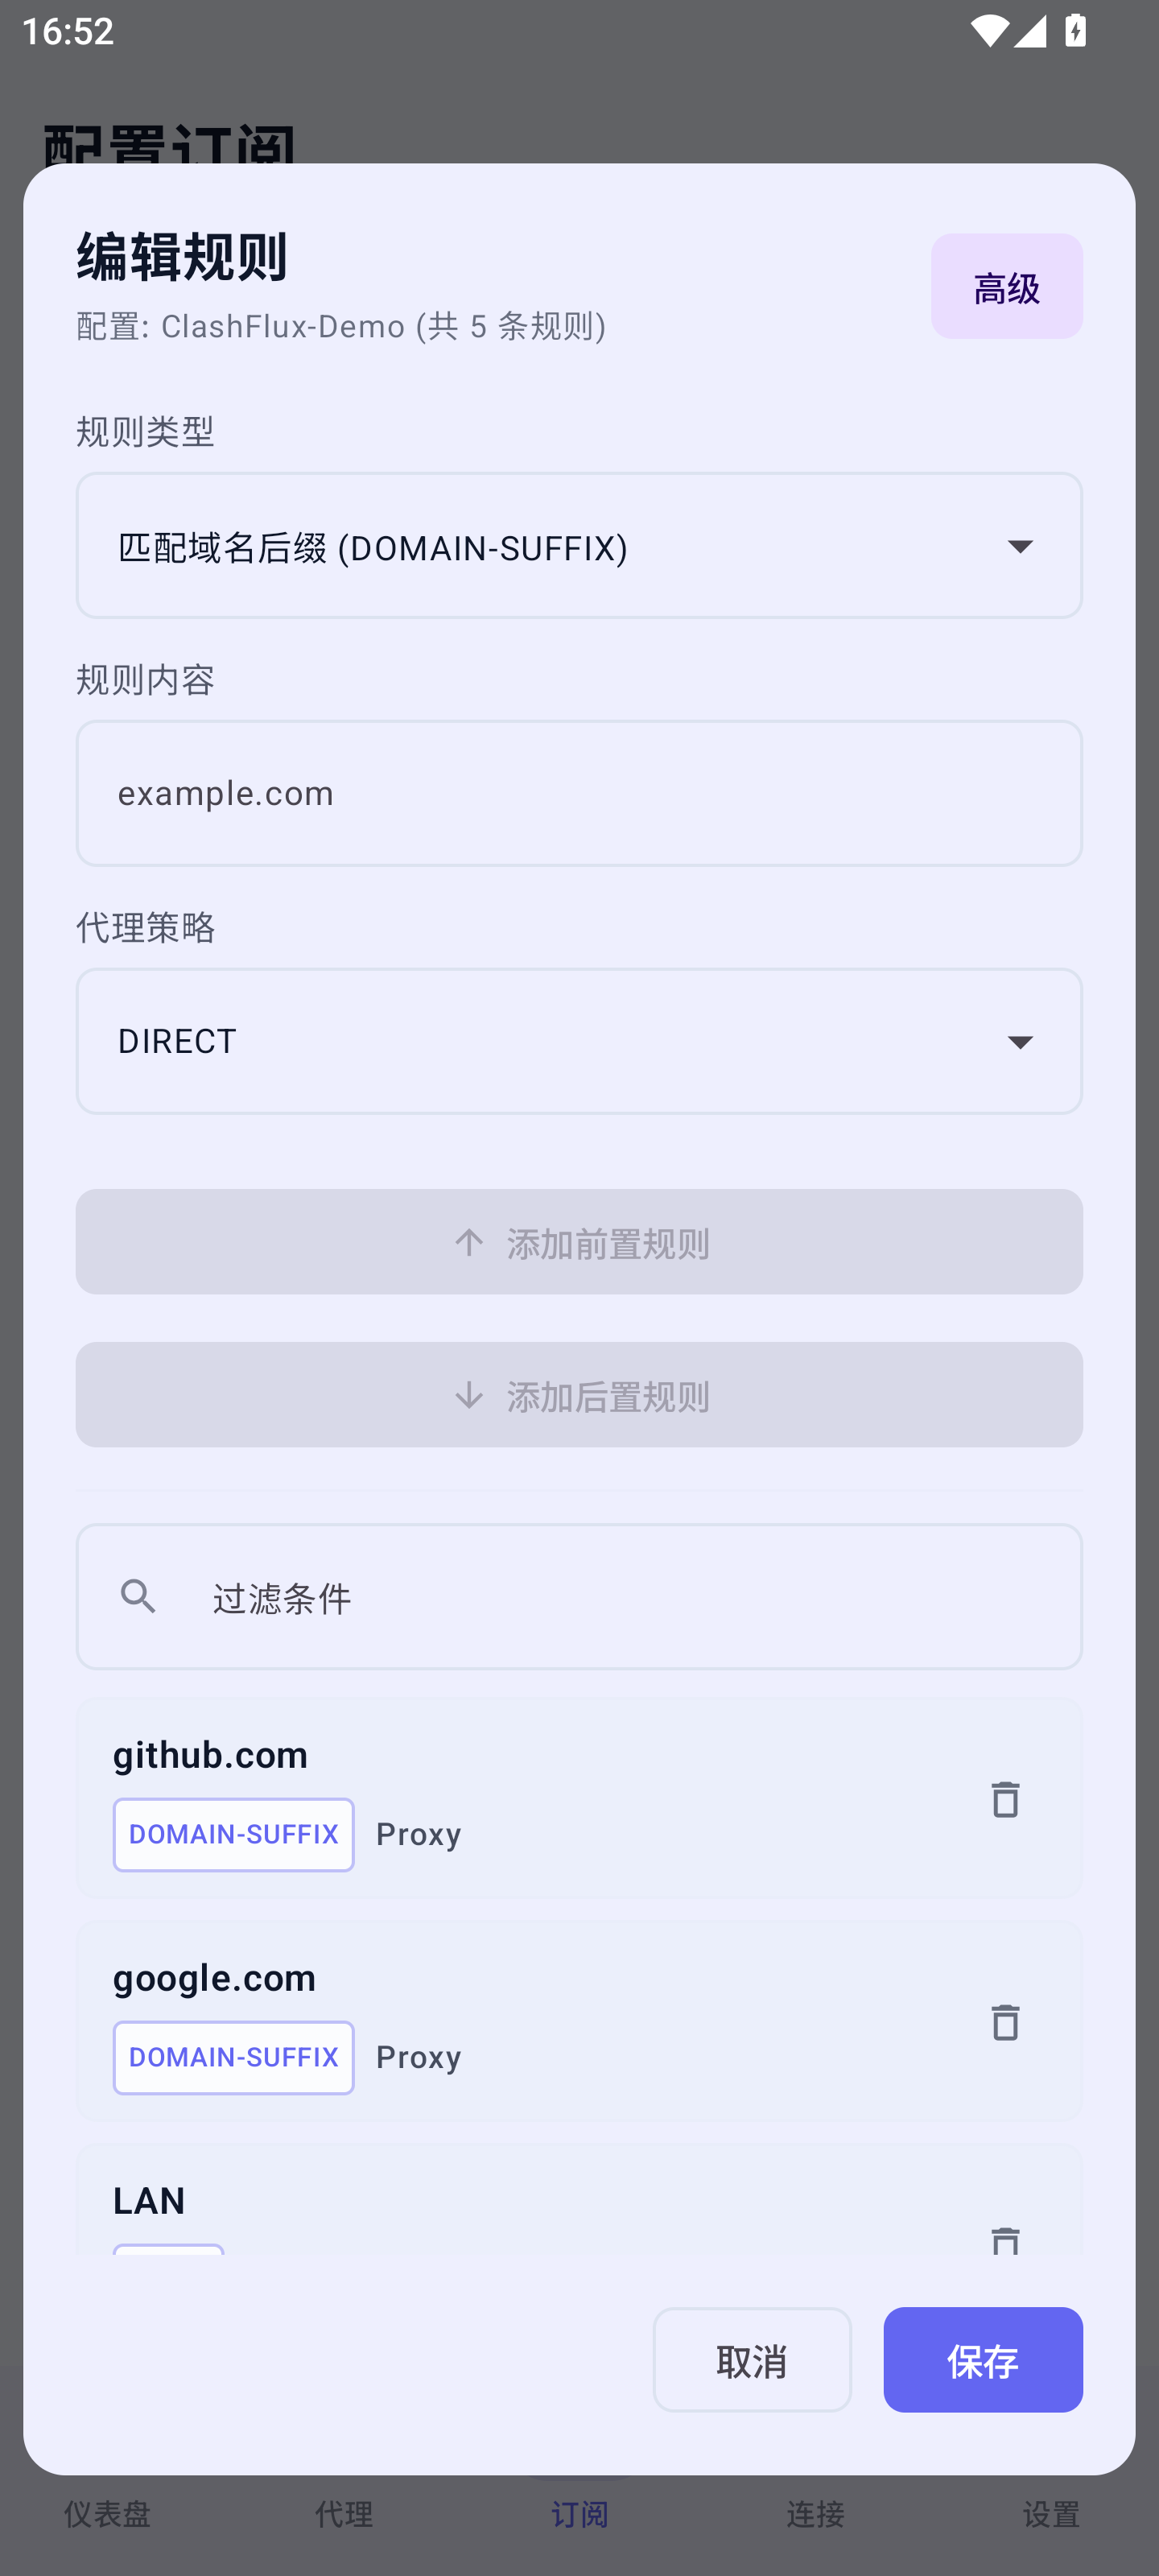 16:52
配置订阅
编辑规则
高级
配置: ClashFlux-Demo (共 5 条规则)
规则类型
匹配域名后缀 (DOMAIN-SUFFIX)
规则内容
example.com
代理策略
DIRECT
添加前置规则
添加后置规则
过滤条件
github.com
DOMAIN-SUFFIX Proxy
google.com
DOMAIN-SUFFIX Proxy
LAN
取消 保存
仪表盘 代理 订阅 连接 设置